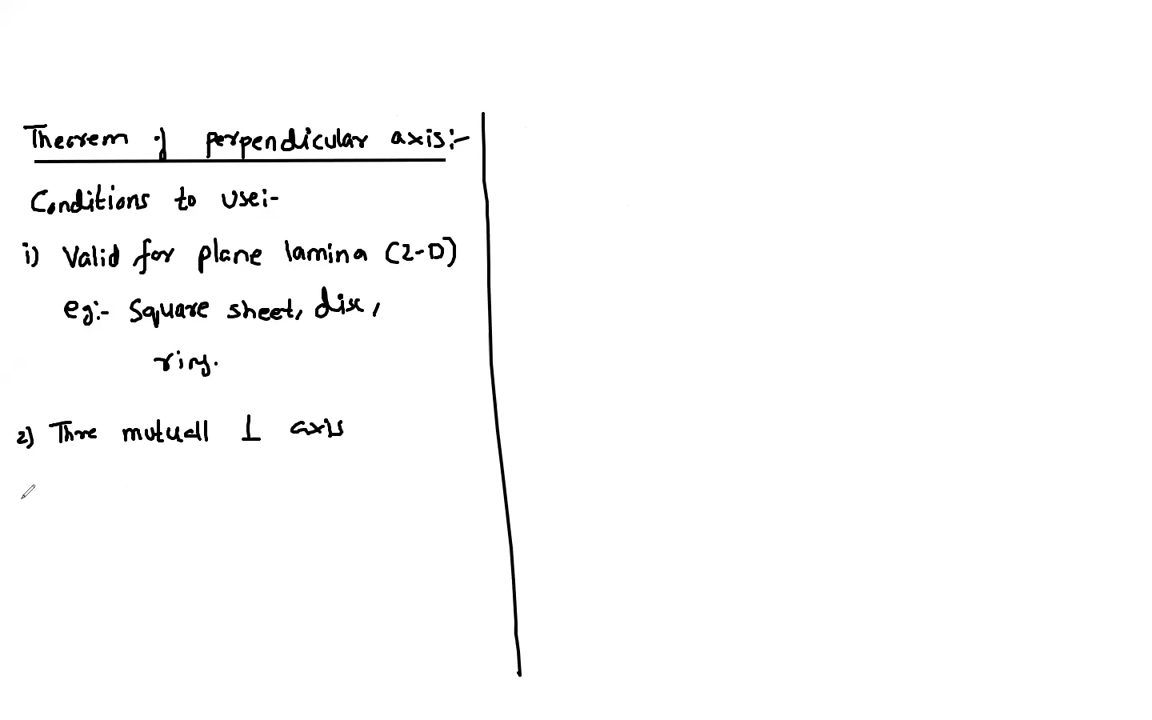 Theorem of perpendicular axis:-
Conditions to use:-
i) Valid for plane lamina (2-D)
eg:- Square sheet, disc,
ring.
2) Three mutuall ⊥ axis